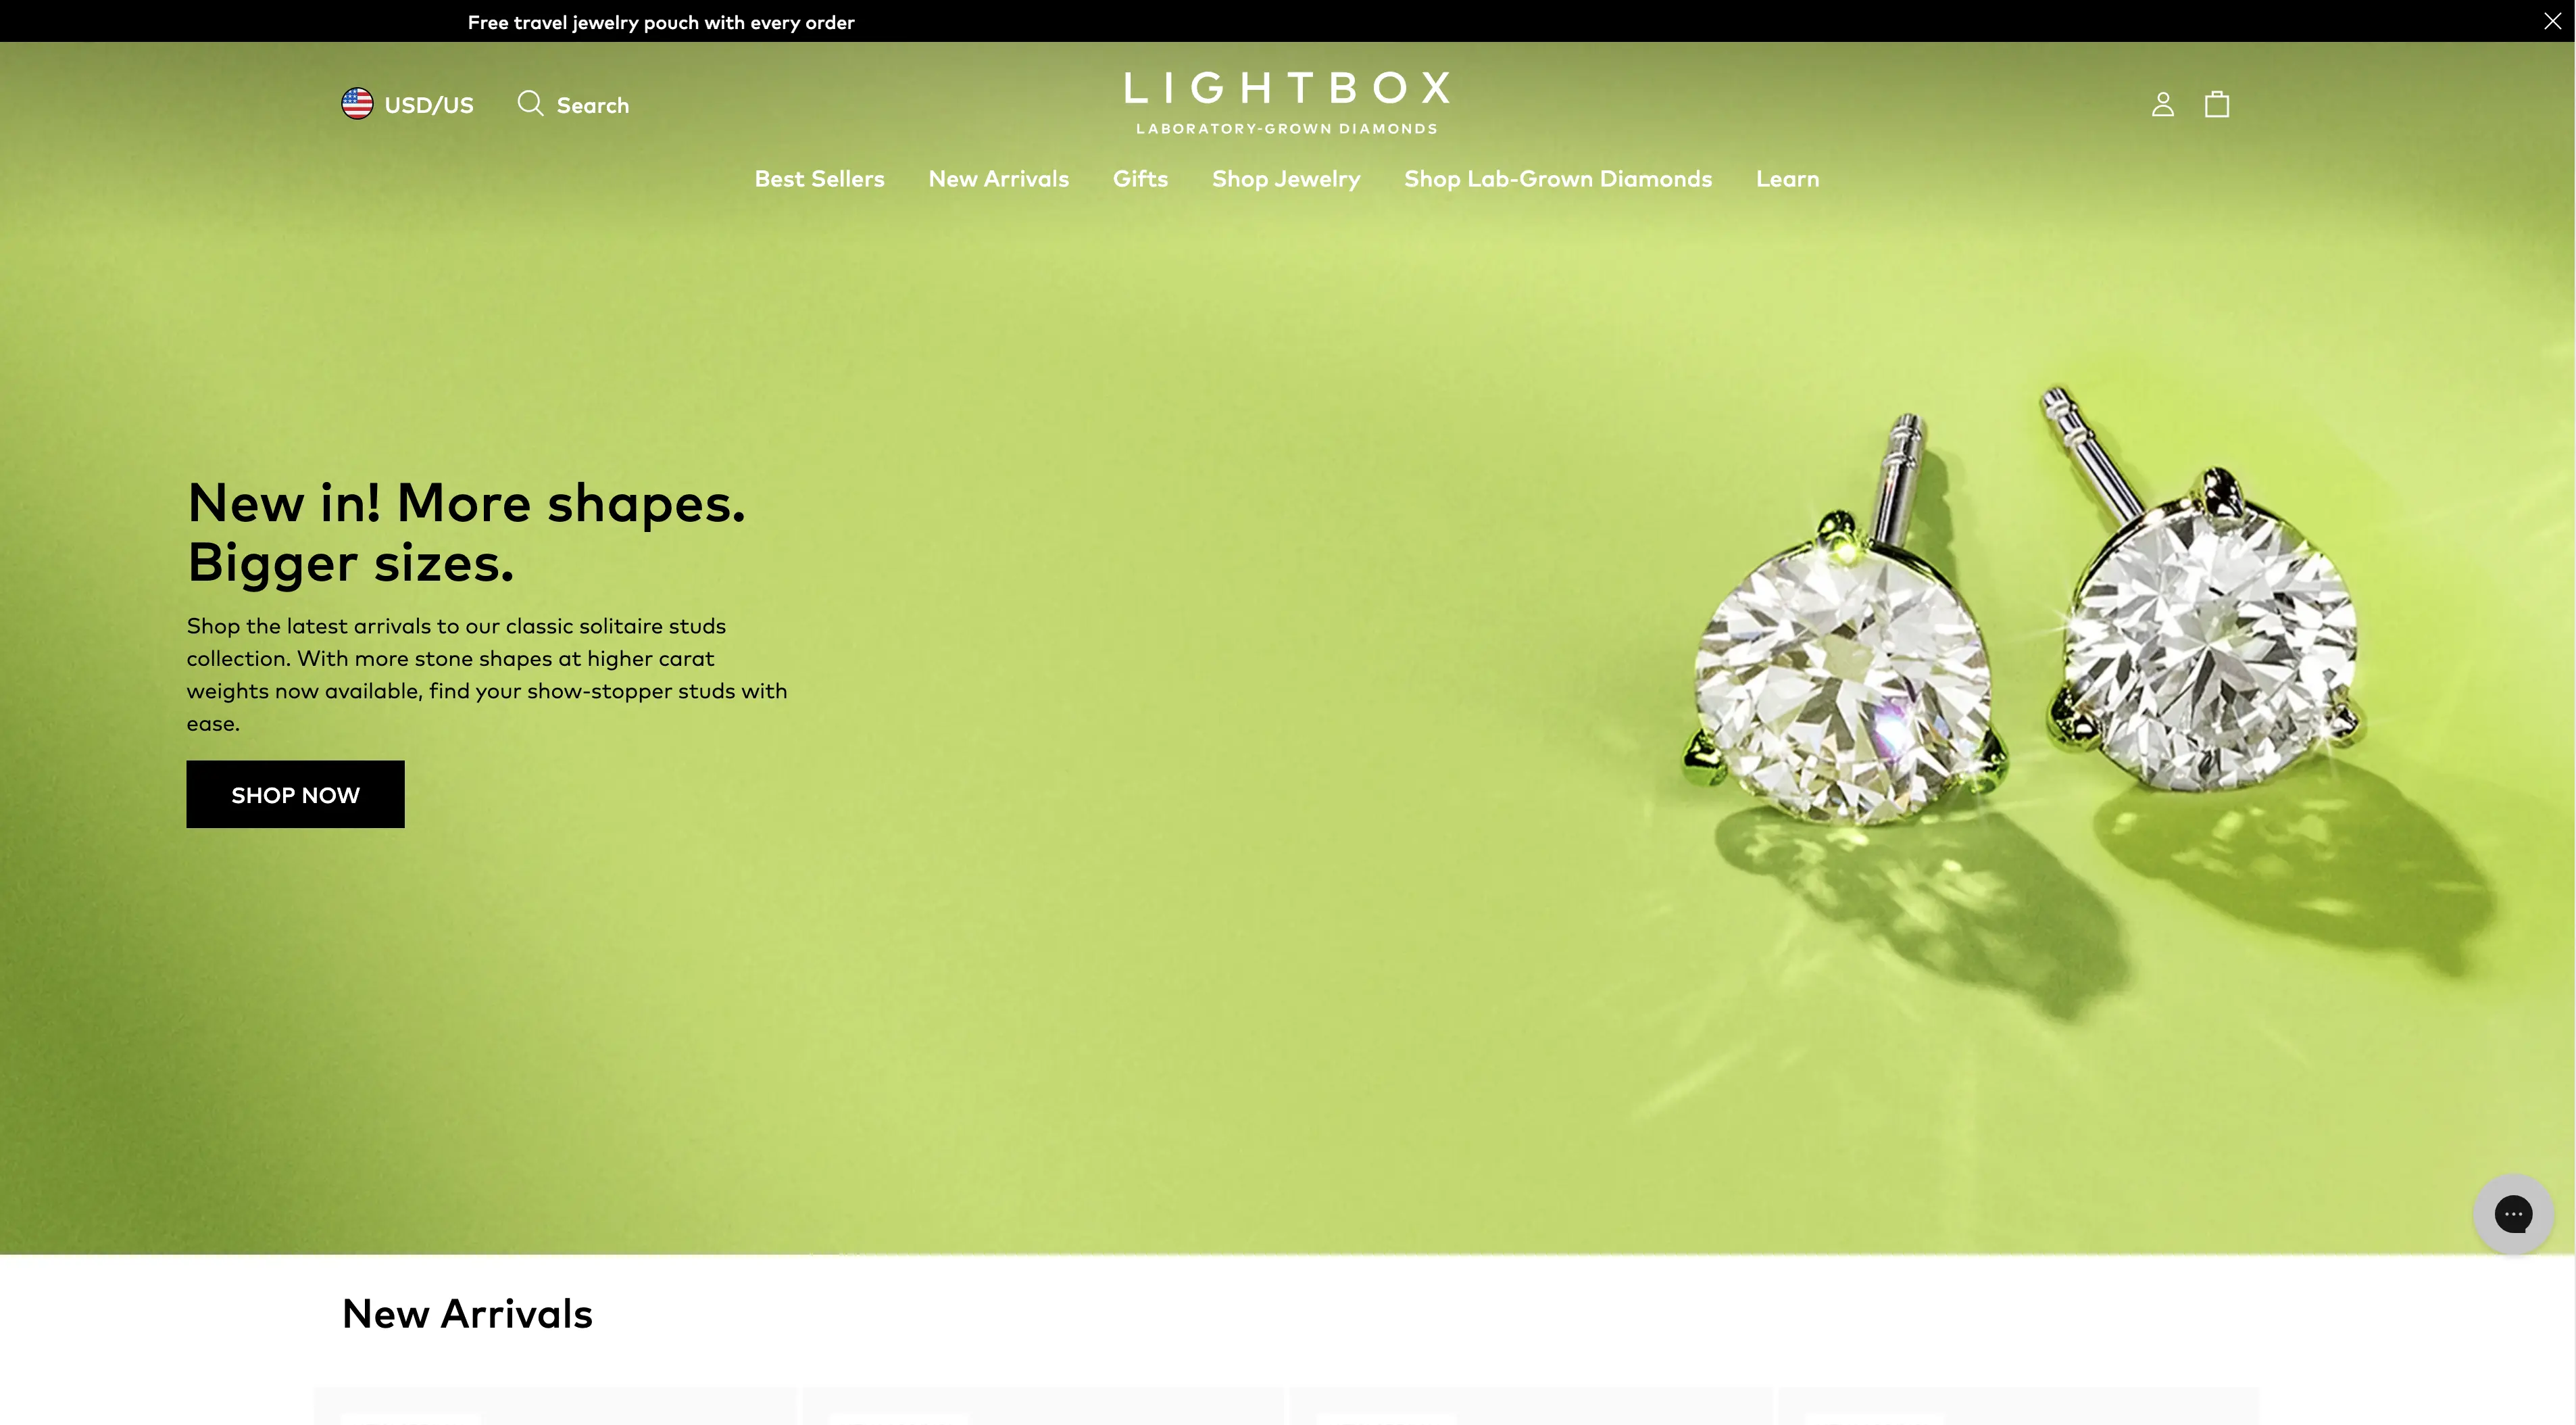 Free travel jewelry pouch with every order
USD/US
Search
LIGHTBOX
LABORATORY-GROWN DIAMONDS
Best Sellers
New Arrivals
Gifts
Shop Jewelry
Shop Lab-Grown Diamonds
Learn
New in! More shapes.
Bigger sizes.
Shop the latest arrivals to our classic solitaire studs
collection. With more stone shapes at higher carat
weights now available, find your show-stopper studs with
ease.
SHOP NOW
New Arrivals